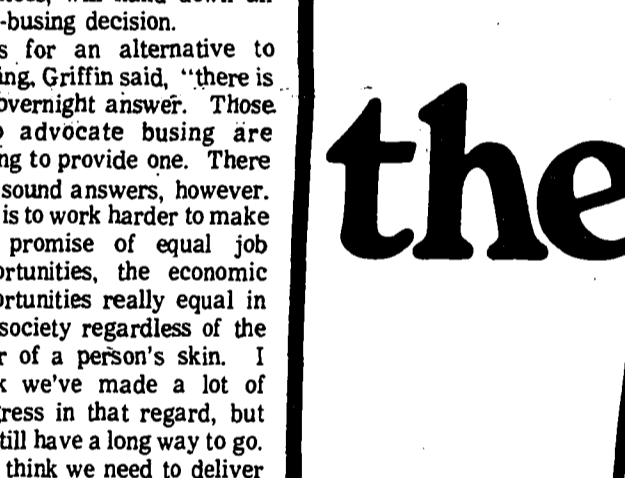 -busing decision.
s for an alternative to
ing, Griffin said, "there is
overnight answer. Those
advocate busing are
ng to provide one. There
sound answers, however.
is to work harder to make
promise of equal job
ortunities, the economic
ortunities really equal in
society regardless of the
r of a person's skin. I
k we've made a lot of
ress in that regard, but
till have a long way to go.
think we need to deliver
the